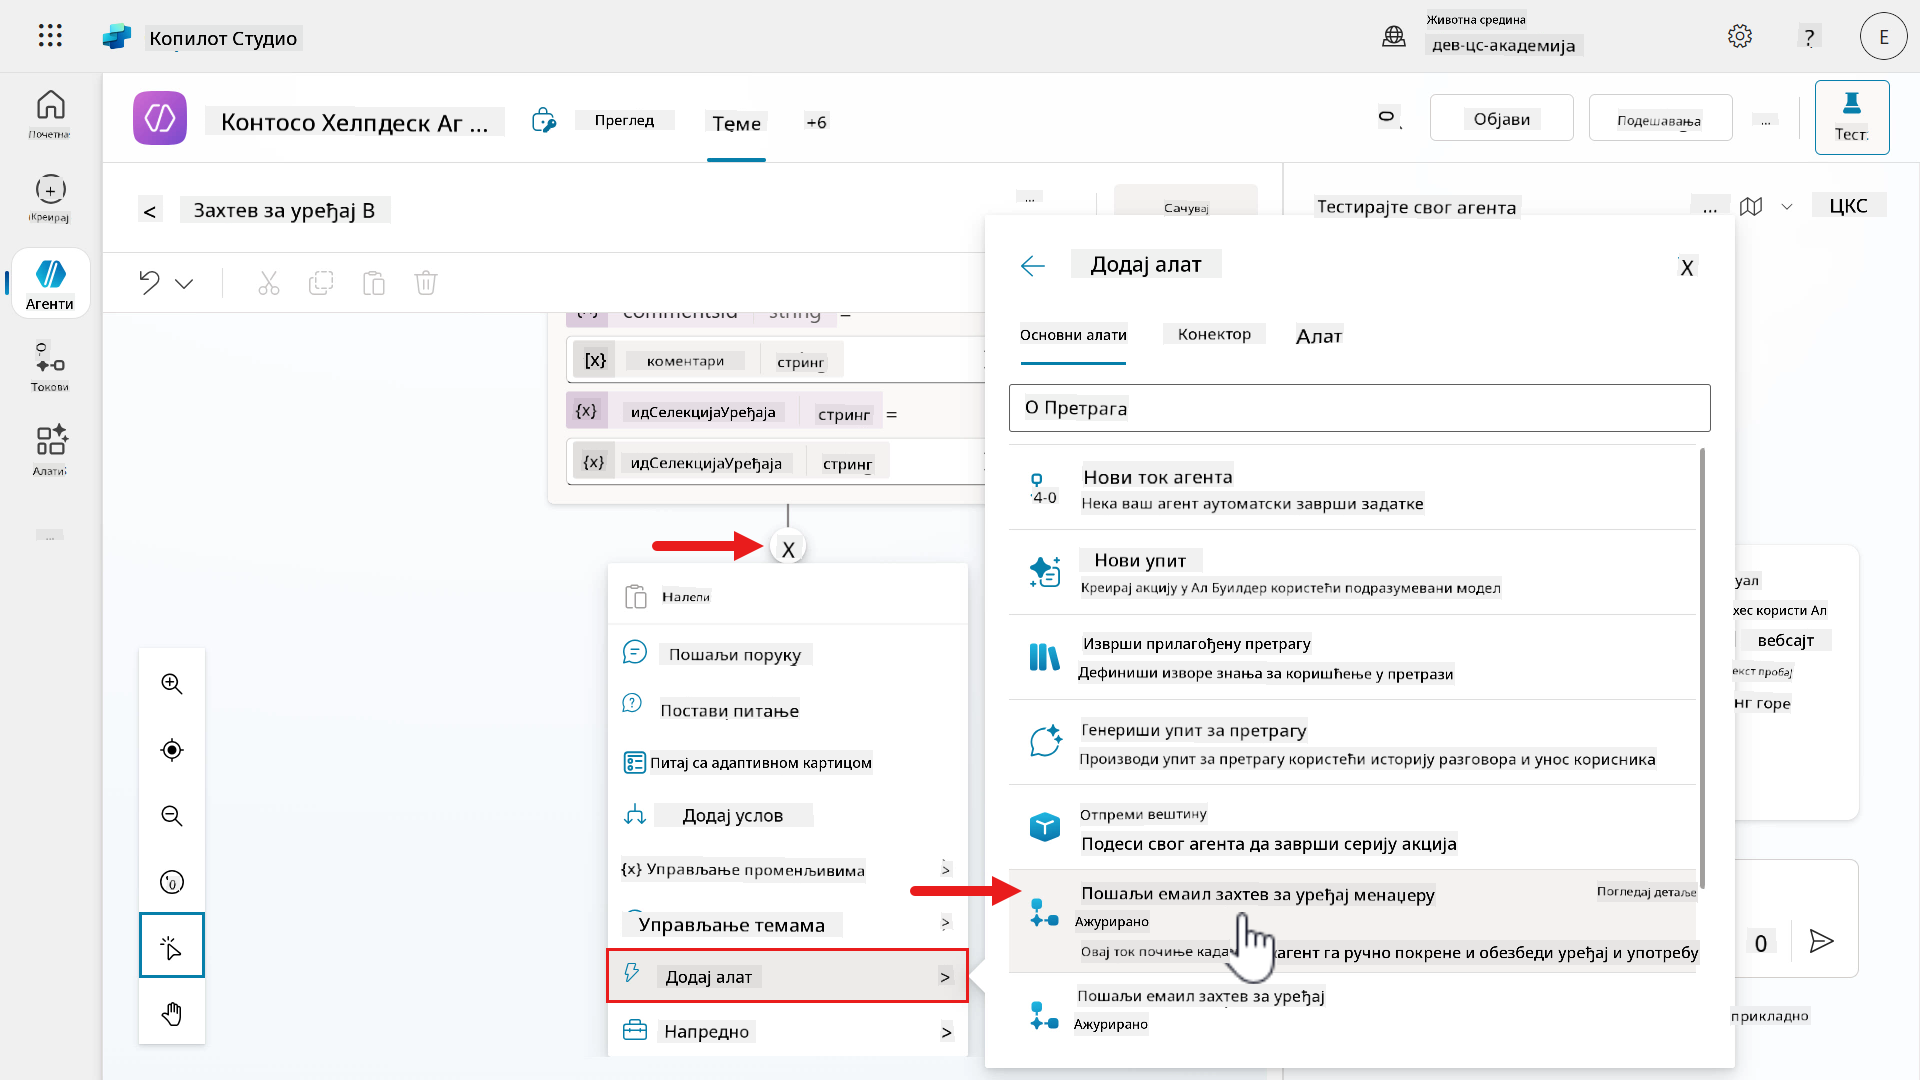 Копилот Студио
Животна средина
дев-цс-академија
?
E
Почетна
Креирај
Агенти
Токови
Алати
...
Контосо Хелпдеск Аг ...
Преглед
Теме
+6
Објави
Подешавања
...
Тест
<
Захтев за уређај В
...
Сачувај
Тестирајте свог агента
...
ЦКС
commentsId
string
=
[x]
коментари
стринг
{x}
идСелекцијаУређаја
стринг
=
{x}
идСелекцијаУређаја
стринг
X
Налепи
Пошаљи поруку
Постави питање
Питај са адаптивном картицом
Додај услов
{x} Управљање променљивима
>
Управљање темама
>
Додај алат
>
Напредно
>
Додај алат
X
Основни алати
Конектор
Алат
О Претрага
Нови ток агента
Нека ваш агент аутоматски заврши задатке
Нови упит
Креирај акцију у Ал Буилдер користећи подразумевани модел
Изврши прилагођену претрагу
Дефиниши изворе знања за коришћење у претрази
Генериши упит за претрагу
Производи упит за претрагу користећи историју разговора и унос корисника
Отпреми вештину
Подеси свог агента да заврши серију акција
Пошаљи емаил захтев за уређај менаџеру
Погледај детаље
Ажурирано
Овај ток почиње када агент га ручно покрене и обезбеди уређај и употребу
Пошаљи емаил захтев за уређај
Ажурирано
уал
хес користи Ал
вебсајт
екст пробај
нг горе
0
прикладно